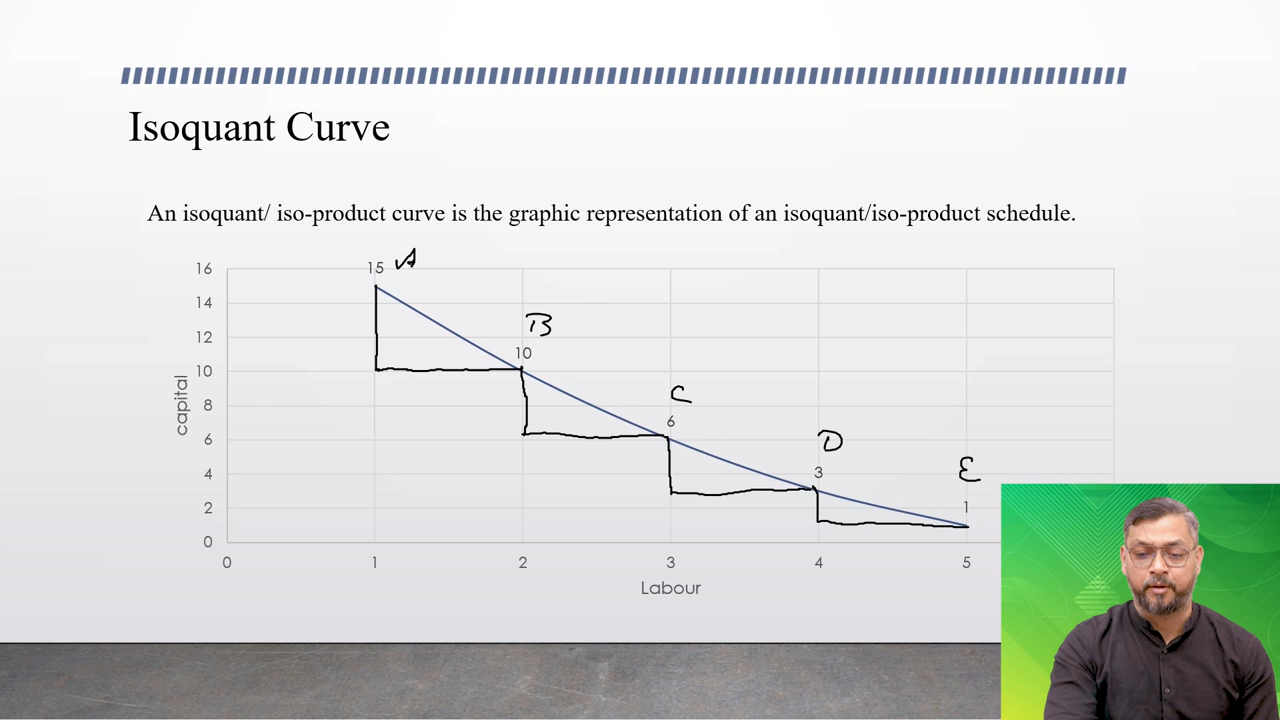 Isoquant Curve
An isoquant/ iso-product curve is the graphic representation of an isoquant/iso-product schedule.
16
14
12
10
8
6
4
2
0
capital
15 A
B
10
C
6
D
3
E
1
0 1 2 3 4 5
Labour